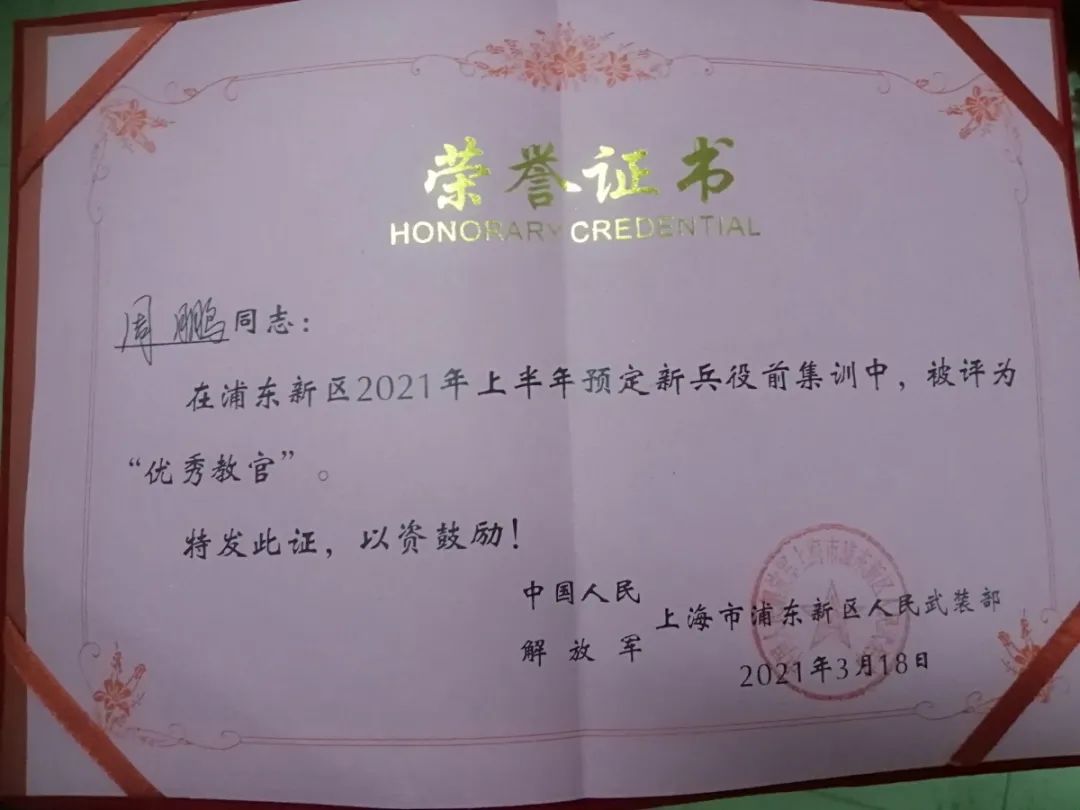 荣誉证书
HONORARY CREDENTIAL
周鹏同志：
在浦东新区2021年上半年预定新兵役前集训中，被评为
“优秀教官”。
特发此证，以资鼓励！
中国人民
解放军
上海市浦东新区人民武装部
2021年3月18日